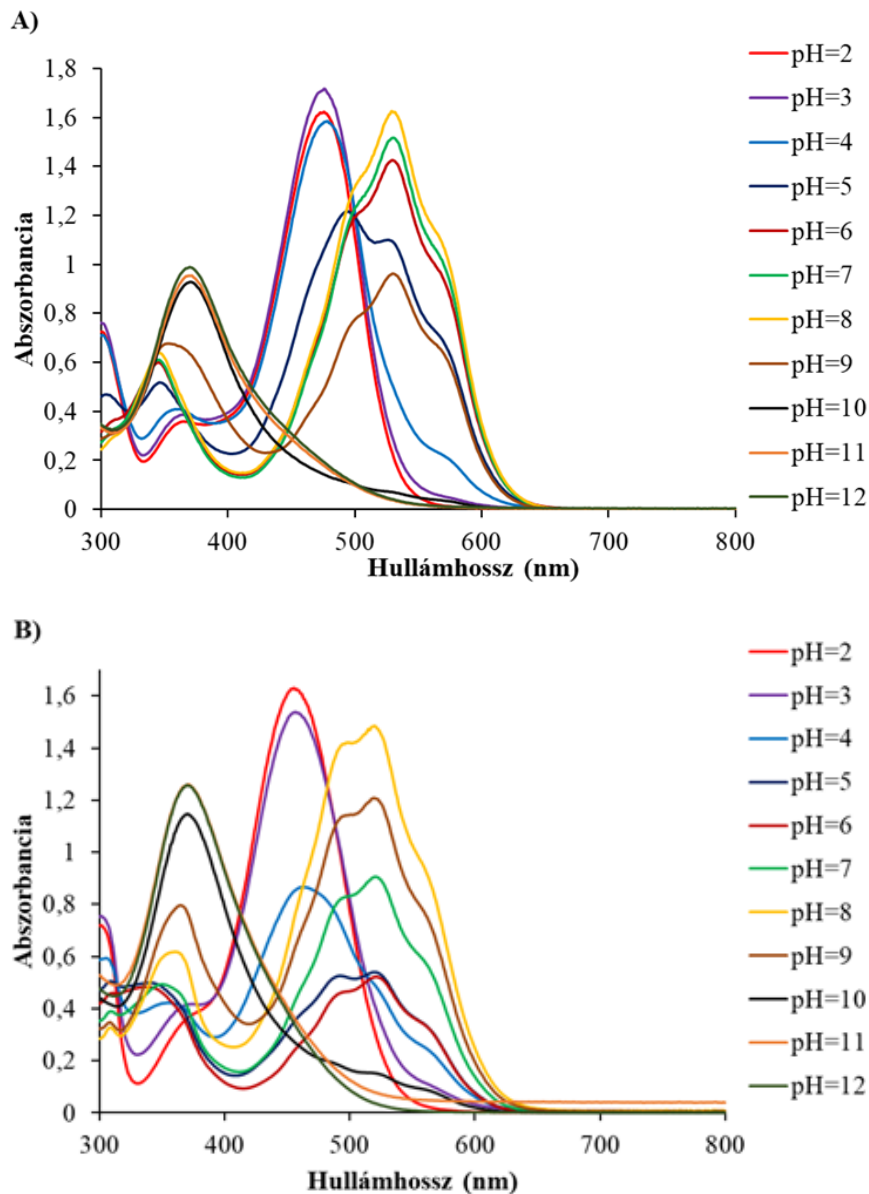 A)
1,8
1,6
1,4
1,2
1
0,8
0,6
0,4
0,2
0
Abszorbancia
300 400 500 600 700 800
Hullámhossz (nm)
pH=2
pH=3
pH=4
pH=5
pH=6
pH=7
pH=8
pH=9
pH=10
pH=11
pH=12
B)
1,6
1,4
1,2
1
0,8
0,6
0,4
0,2
0
Abszorbancia
300 400 500 600 700 800
Hullámhossz (nm)
pH=2
pH=3
pH=4
pH=5
pH=6
pH=7
pH=8
pH=9
pH=10
pH=11
pH=12